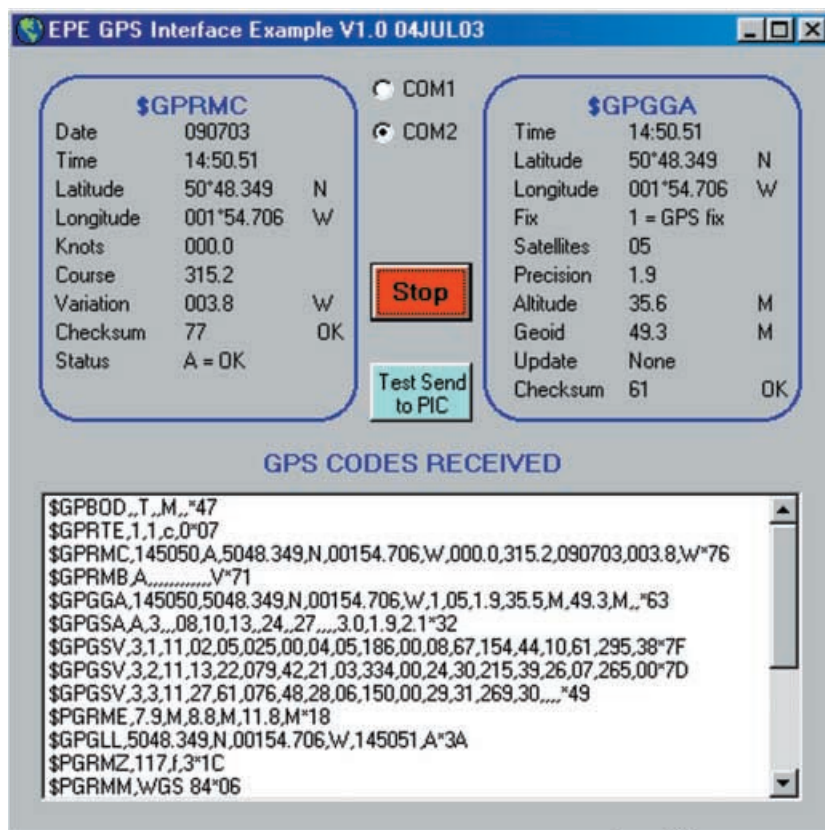 EPE GPS Interface Example V1.0 04JUL03
$GPRMC
Date 090703
Time 14:50.51
Latitude 50°48.349 N
Longitude 001°54.706 W
Knots 000.0
Course 315.2
Variation 003.8 W
Checksum 77 OK
Status A = OK
COM1
COM2
Stop
Test Send
to PIC
$GPGGA
Time 14:50.51
Latitude 50°48.349 N
Longitude 001°54.706 W
Fix 1 = GPS fix
Satellites 05
Precision 1.9
Altitude 35.6 M
Geoid 49.3 M
Update None
Checksum 61 OK
GPS CODES RECEIVED
$GPBOD,,T,,M,,*47
$GPRTE,1,1,c,0*07
$GPRMC,145050,A,5048.349,N,00154.706,W,000.0,315.2,090703,003.8,W*76
$GPRMB,A,,,,,,,,,,,,V*71
$GPGGA,145050,5048.349,N,00154.706,W,1,05,1.9,35.5,M,49.3,M,,*63
$GPGSA,A,3,,,08,10,13,,24,,27,,,,3.0,1.9,2.1*32
$GPGSV,3,1,11,02,05,025,00,04,05,186,00,08,67,154,44,10,61,295,38*7F
$GPGSV,3,2,11,13,22,079,42,21,03,334,00,24,30,215,39,26,07,265,00*7D
$GPGSV,3,3,11,27,61,076,48,28,06,150,00,29,31,269,30,,,,*49
$PGRME,7.9,M,8.8,M,11.8,M*18
$GPGLL,5048.349,N,00154.706,W,145051,A*3A
$PGRMZ,117,f,3*1C
$PGRMM,WGS 84*06